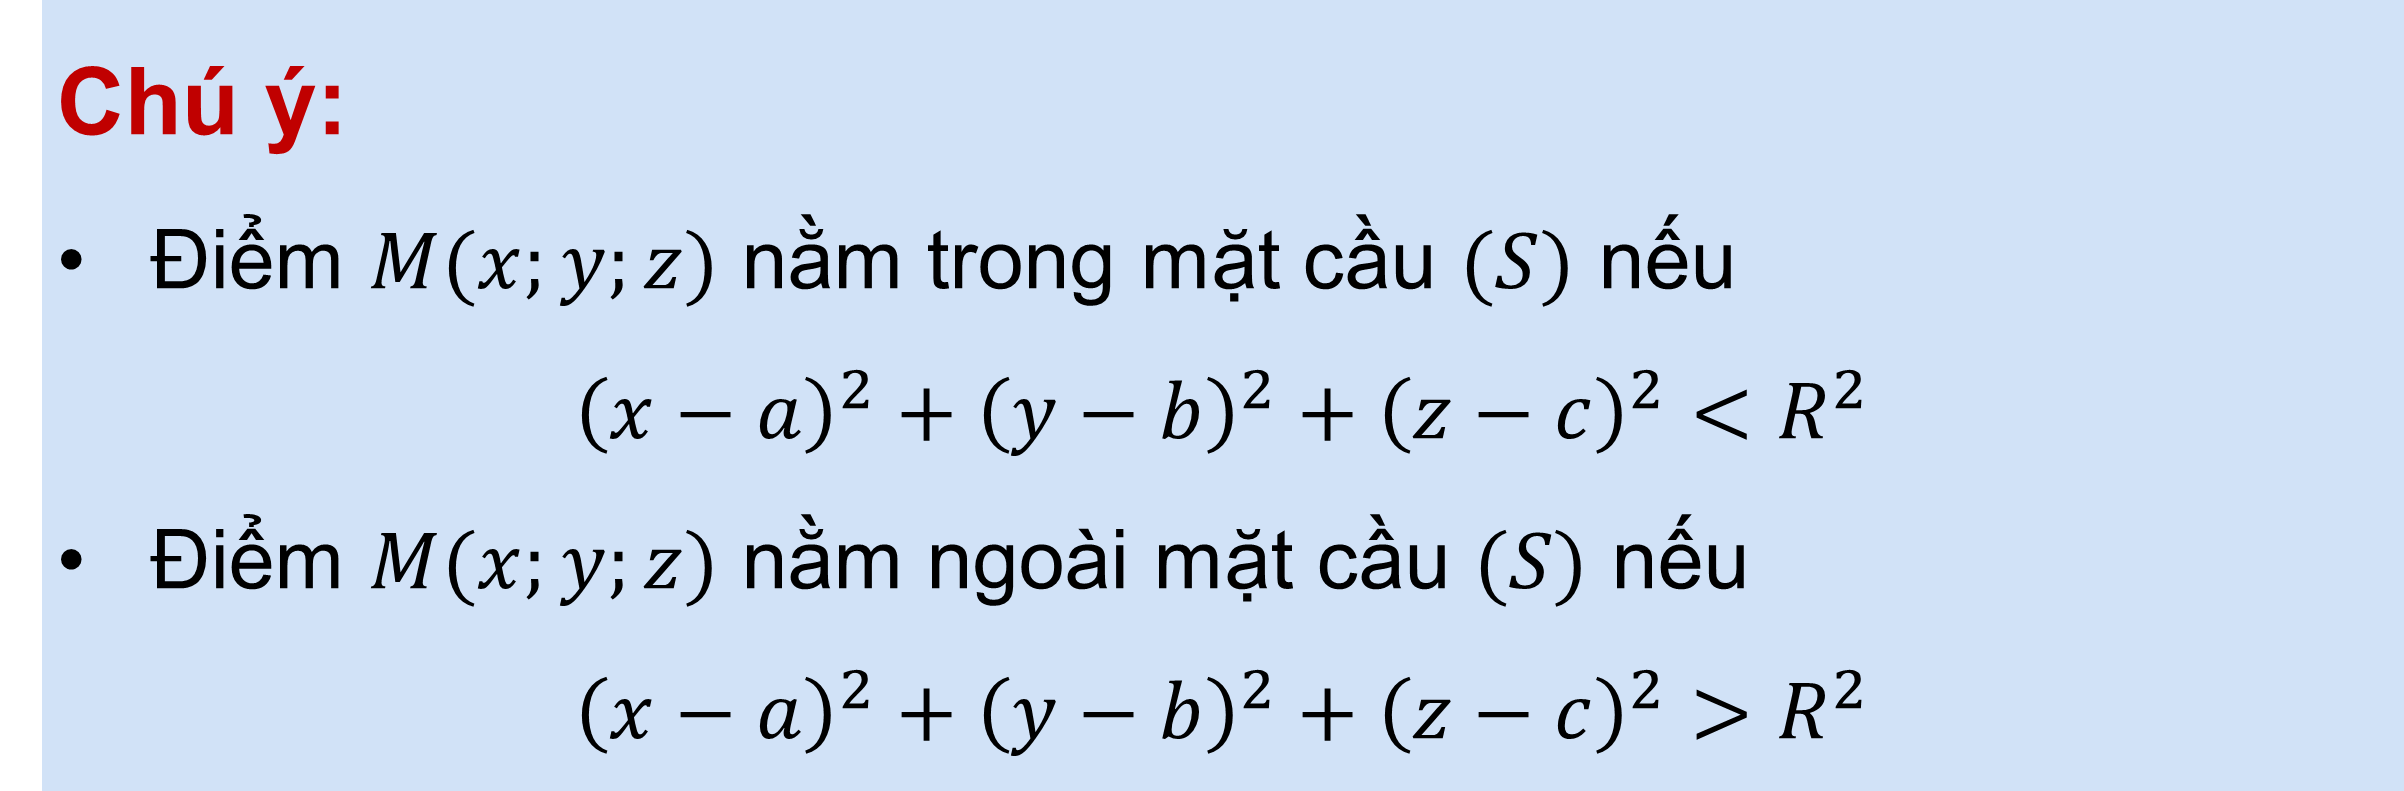 Chú ý:
• Điểm 𝑀(𝑥; 𝑦; 𝑧) nằm trong mặt cầu (𝑆) nếu
(𝑥 − 𝑎)² + (𝑦 − 𝑏)² + (𝑧 − 𝑐)² < 𝑅²
• Điểm 𝑀(𝑥; 𝑦; 𝑧) nằm ngoài mặt cầu (𝑆) nếu
(𝑥 − 𝑎)² + (𝑦 − 𝑏)² + (𝑧 − 𝑐)² > 𝑅²